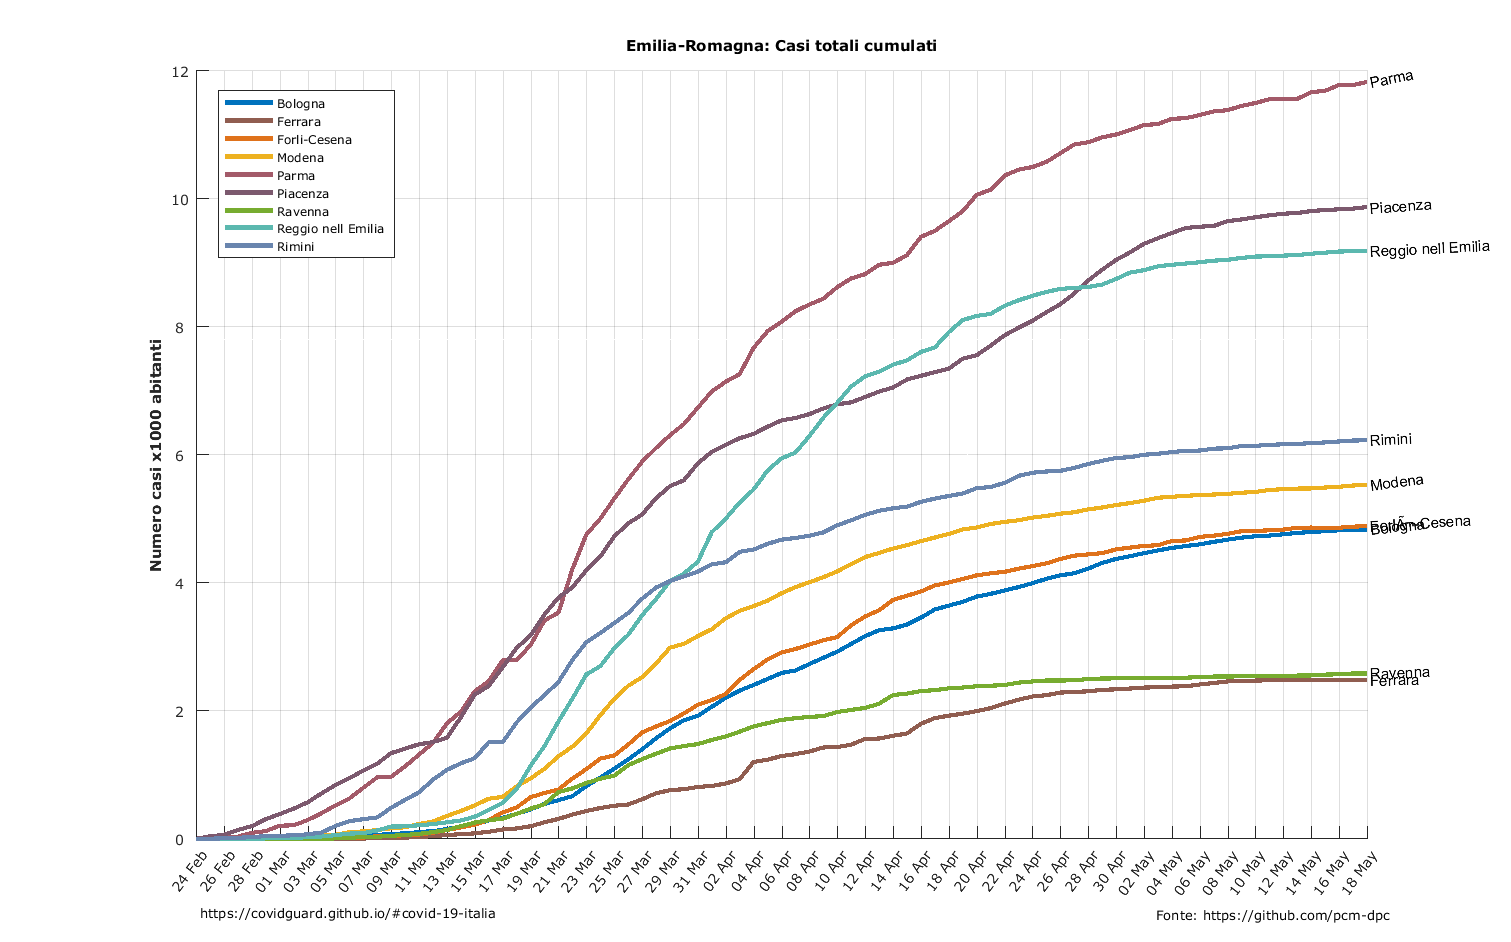 Emilia-Romagna: Casi totali cumulati
12
10
8
6
4
2
0
Numero casi x1000 abitanti
Bologna
Ferrara
Forli-Cesena
Modena
Parma
Piacenza
Ravenna
Reggio nell Emilia
Rimini
Parma
Piacenza
Reggio nell Emilia
Rimini
Modena
Bologna
Ravenna
Ferrara
24 Feb
26 Feb
28 Feb
01 Mar
03 Mar
05 Mar
07 Mar
09 Mar
11 Mar
13 Mar
15 Mar
17 Mar
19 Mar
21 Mar
23 Mar
25 Mar
27 Mar
29 Mar
31 Mar
02 Apr
04 Apr
06 Apr
08 Apr
10 Apr
12 Apr
14 Apr
16 Apr
18 Apr
20 Apr
22 Apr
24 Apr
26 Apr
28 Apr
30 Apr
02 May
04 May
06 May
08 May
10 May
12 May
14 May
16 May
18 May
https://covidguard.github.io/#covid-19-italia
Fonte: https://github.com/pcm-dpc